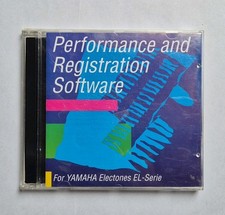 Performance and
Registration
Software
For YAMAHA Electones EL-Serie